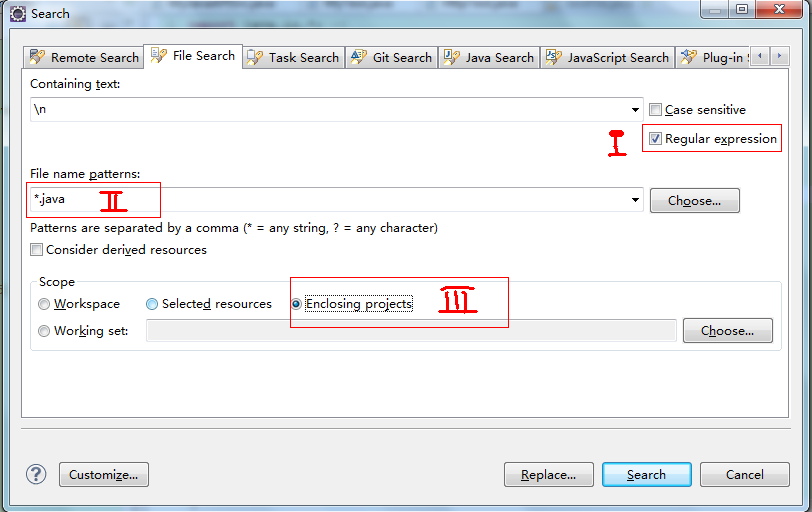 Search
Remote Search File Search Task Search Git Search Java Search JavaScript Search Plug-in S
Containing text:
\n
Case sensitive
I
Regular expression
File name patterns:
*.java
II
Choose...
Patterns are separated by a comma (* = any string, ? = any character)
Consider derived resources
Scope
Workspace Selected resources Enclosing projects III
Working set: Choose...
? Customize... Replace... Search Cancel